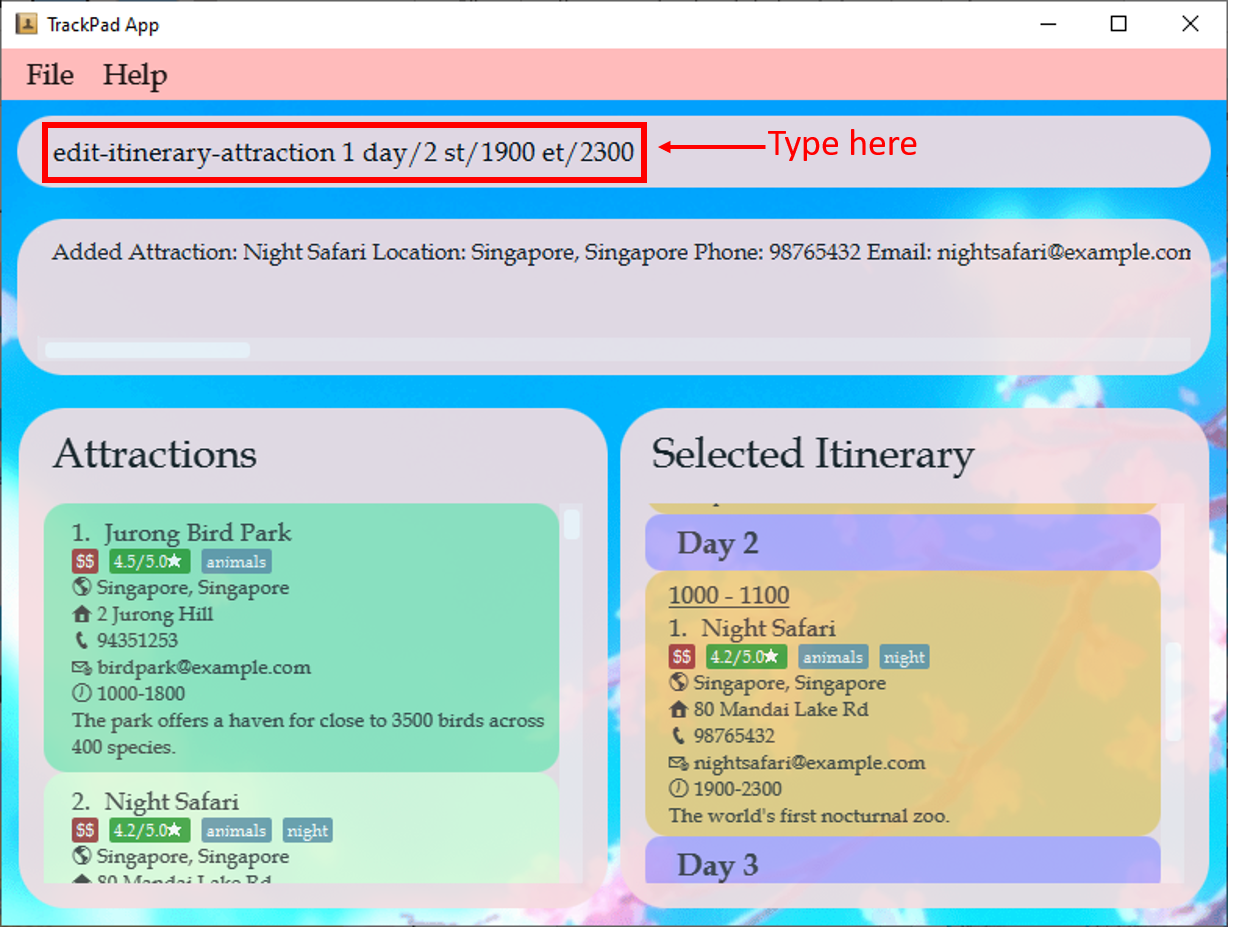 TrackPad App
File Help
edit-itinerary-attraction 1 day/2 st/1900 et/2300
Type here
Added Attraction: Night Safari Location: Singapore, Singapore Phone: 98765432 Email: nightsafari@example.con
Attractions
1. Jurong Bird Park
$$ 4.5/5.0★ animals
Singapore, Singapore
2 Jurong Hill
94351253
birdpark@example.com
1000-1800
The park offers a haven for close to 3500 birds across
400 species.
2. Night Safari
$$ 4.2/5.0★ animals night
Singapore, Singapore
80 Mandai Lake Rd
Selected Itinerary
Day 2
1000 - 1100
1. Night Safari
$$ 4.2/5.0★ animals night
Singapore, Singapore
80 Mandai Lake Rd
98765432
nightsafari@example.com
1900-2300
The world's first nocturnal zoo.
Day 3